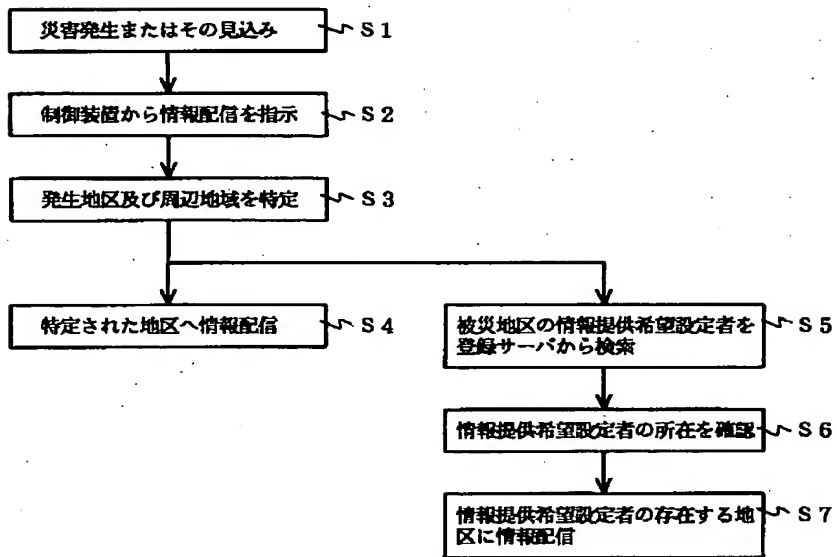 災害発生またはその見込み S1
制御装置から情報配信を指示 S2
発生地区及び周辺地域を特定 S3
特定された地区へ情報配信 S4
被災地区の情報提供希望設定者を S5
登録サーバから検索
情報提供希望設定者の所在を確認 S6
情報提供希望設定者の存在する地 S7
区に情報配信